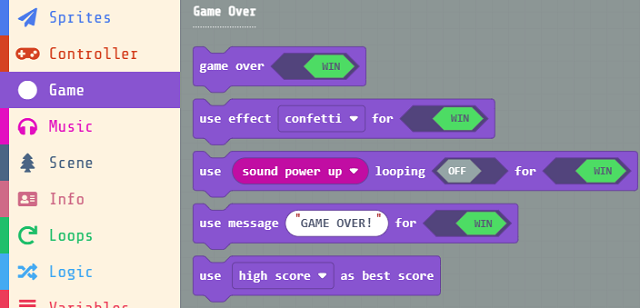 Sprites
Controller
Game
Music
Scene
Info
Loops
Logic
Variables
Game Over
game over WIN
use effect confetti for WIN
use sound power up looping OFF for WIN
use message "GAME OVER!" for WIN
use high score as best score